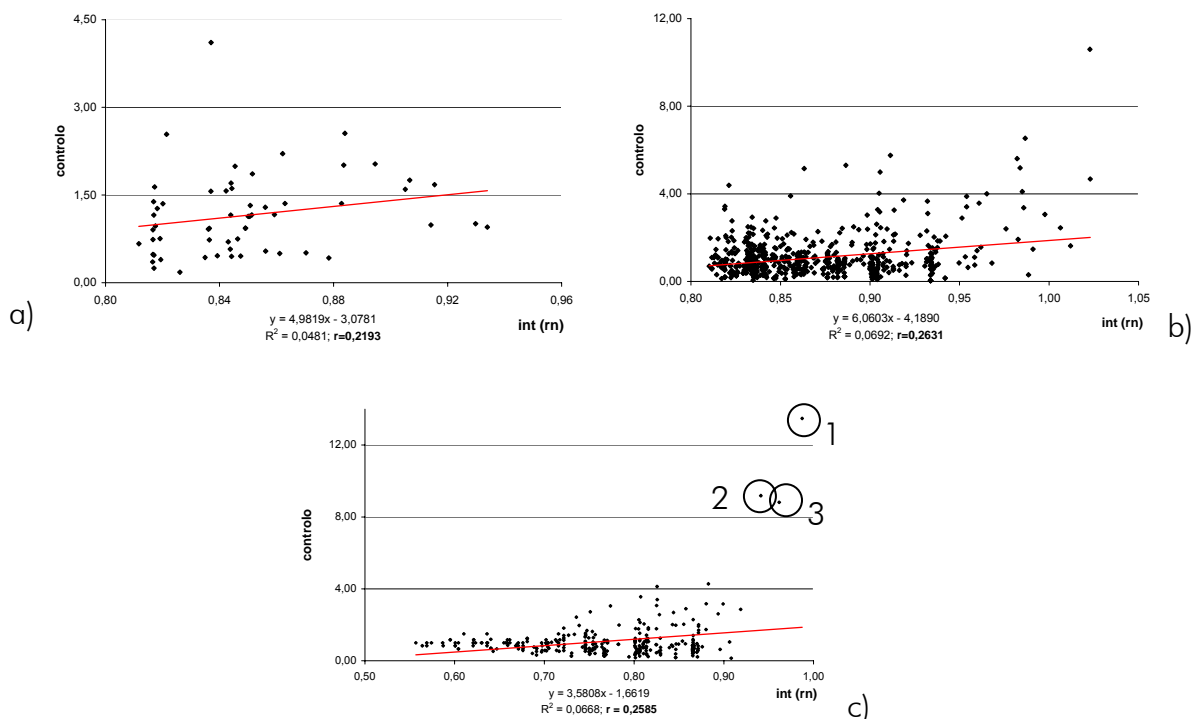 4,50
3,00
1,50
0,00
controlo
0,80 0,84 0,88 0,92 0,96
int (rn)
y = 4,9819x - 3,0781
R² = 0,0481; r=0,2193
a)
12,00
8,00
4,00
0,00
controlo
0,80 0,85 0,90 0,95 1,00 1,05
int (rn)
y = 6,0603x - 4,1890
R² = 0,0692; r=0,2631
b)
1
2
3
12,00
8,00
4,00
0,00
controlo
0,50 0,60 0,70 0,80 0,90 1,00
int (rn)
y = 3,5808x - 1,6619
R² = 0,0668; r = 0,2585
c)